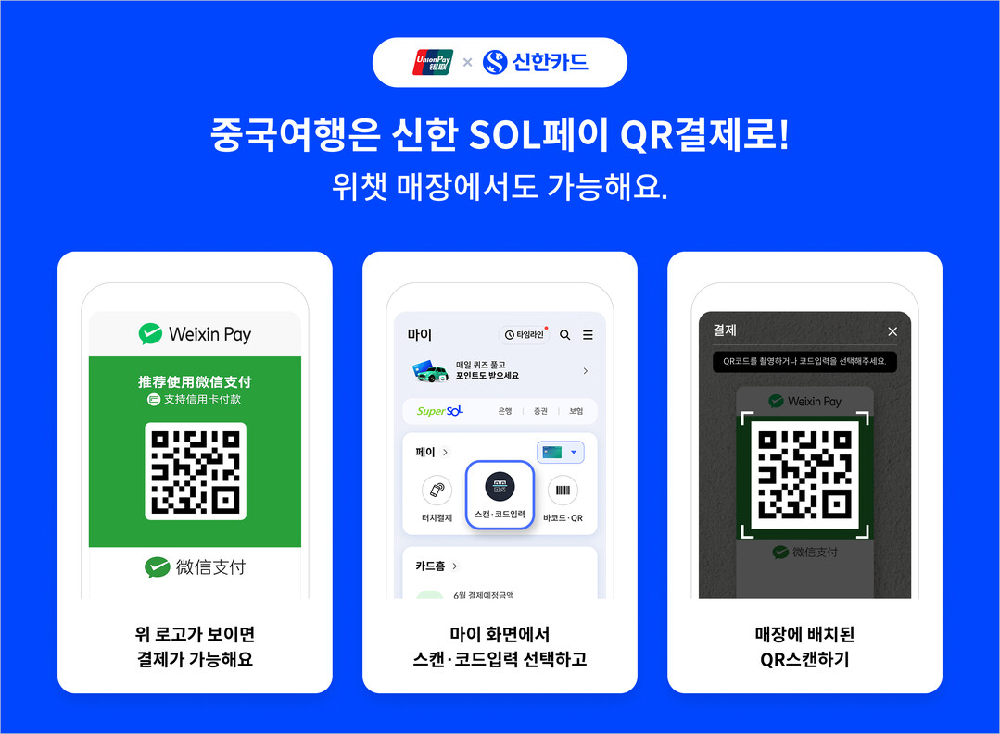 UnionPay 银联 × 신한카드
중국여행은 신한 SOL페이 QR결제로!
위챗 매장에서도 가능해요.
Weixin Pay
推荐使用微信支付
支持信用卡付款
微信支付
위 로고가 보이면
결제가 가능해요
마이
타임라인
매일 퀴즈 풀고
포인트도 받으세요
Super SOL
은행
증권
보험
페이
터치결제
스캔·코드입력
바코드·QR
카드홈
6월 결제예정금액
마이 화면에서
스캔·코드입력 선택하고
결제
QR코드를 촬영하거나 코드입력을 선택해주세요.
Weixin Pay
微信支付
매장에 배치된
QR스캔하기